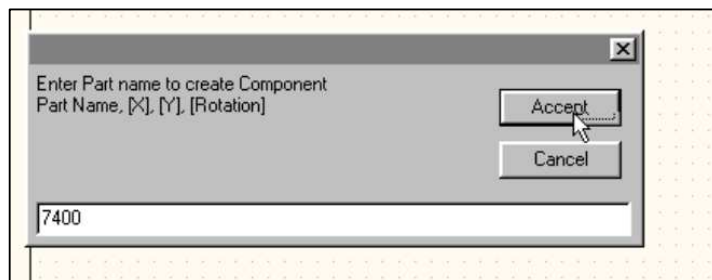 Enter Part name to create Component
Part Name, [X], [Y], [Rotation]
Accept
Cancel
7400